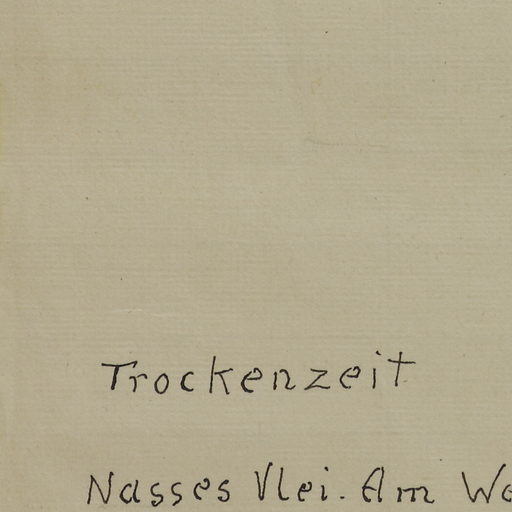 Trockenzeit
Nasses Vlei. Am